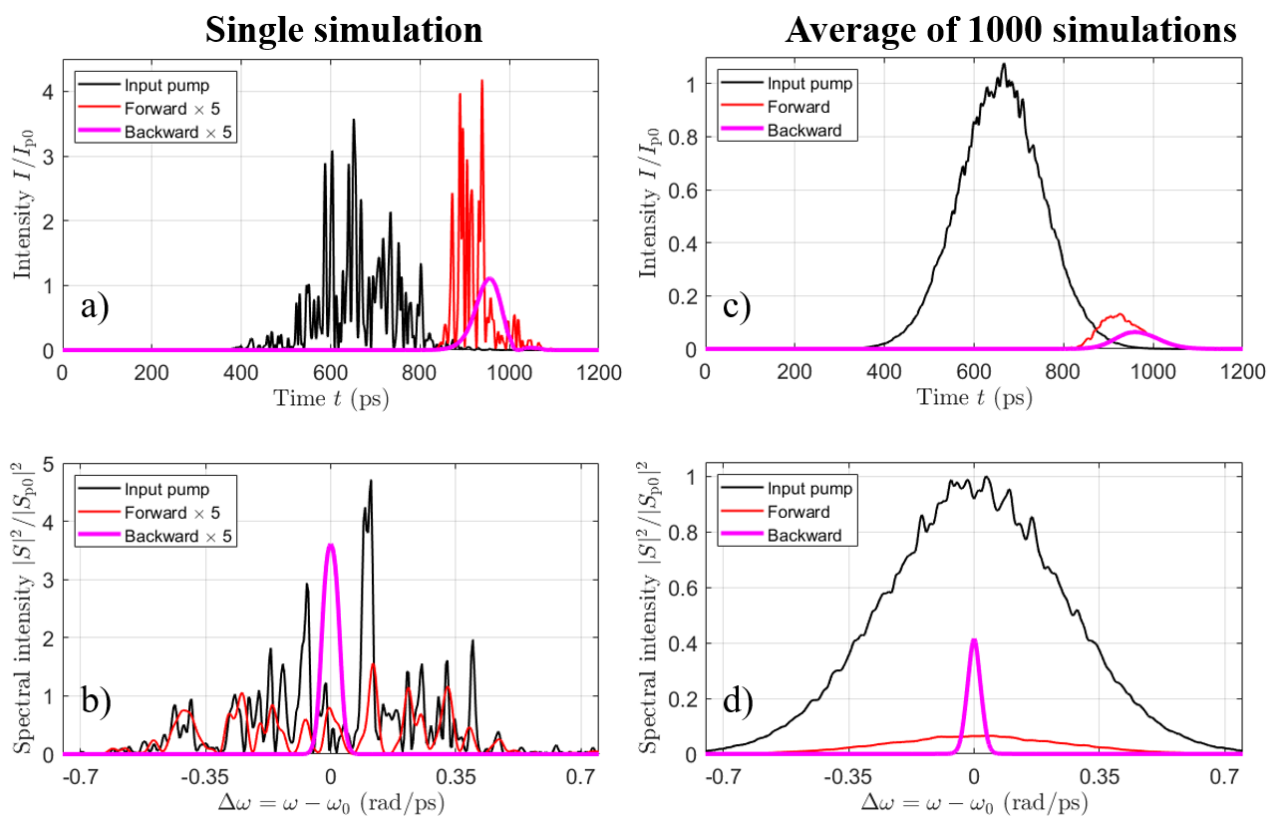 Single simulation
Average of 1000 simulations
Intensity I/I_p0
4
3
2
1
0
Input pump
Forward × 5
Backward × 5
a)
0 200 400 600 800 1000 1200
Time t (ps)
Intensity I/I_p0
1
0.8
0.6
0.4
0.2
0
Input pump
Forward
Backward
c)
0 200 400 600 800 1000 1200
Time t (ps)
Spectral intensity |S|²/|S_p0|²
5
4
3
2
1
0
Input pump
Forward × 5
Backward × 5
b)
-0.7 -0.35 0 0.35 0.7
Δω = ω − ω₀ (rad/ps)
Spectral intensity |S|²/|S_p0|²
1
0.8
0.6
0.4
0.2
0
Input pump
Forward
Backward
d)
-0.7 -0.35 0 0.35 0.7
Δω = ω − ω₀ (rad/ps)